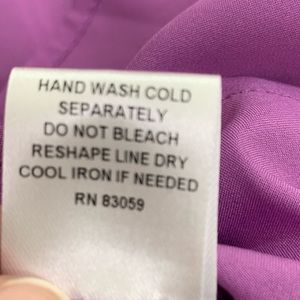 HAND WASH COLD
SEPARATELY
DO NOT BLEACH
RESHAPE LINE DRY
COOL IRON IF NEEDED
RN 83059